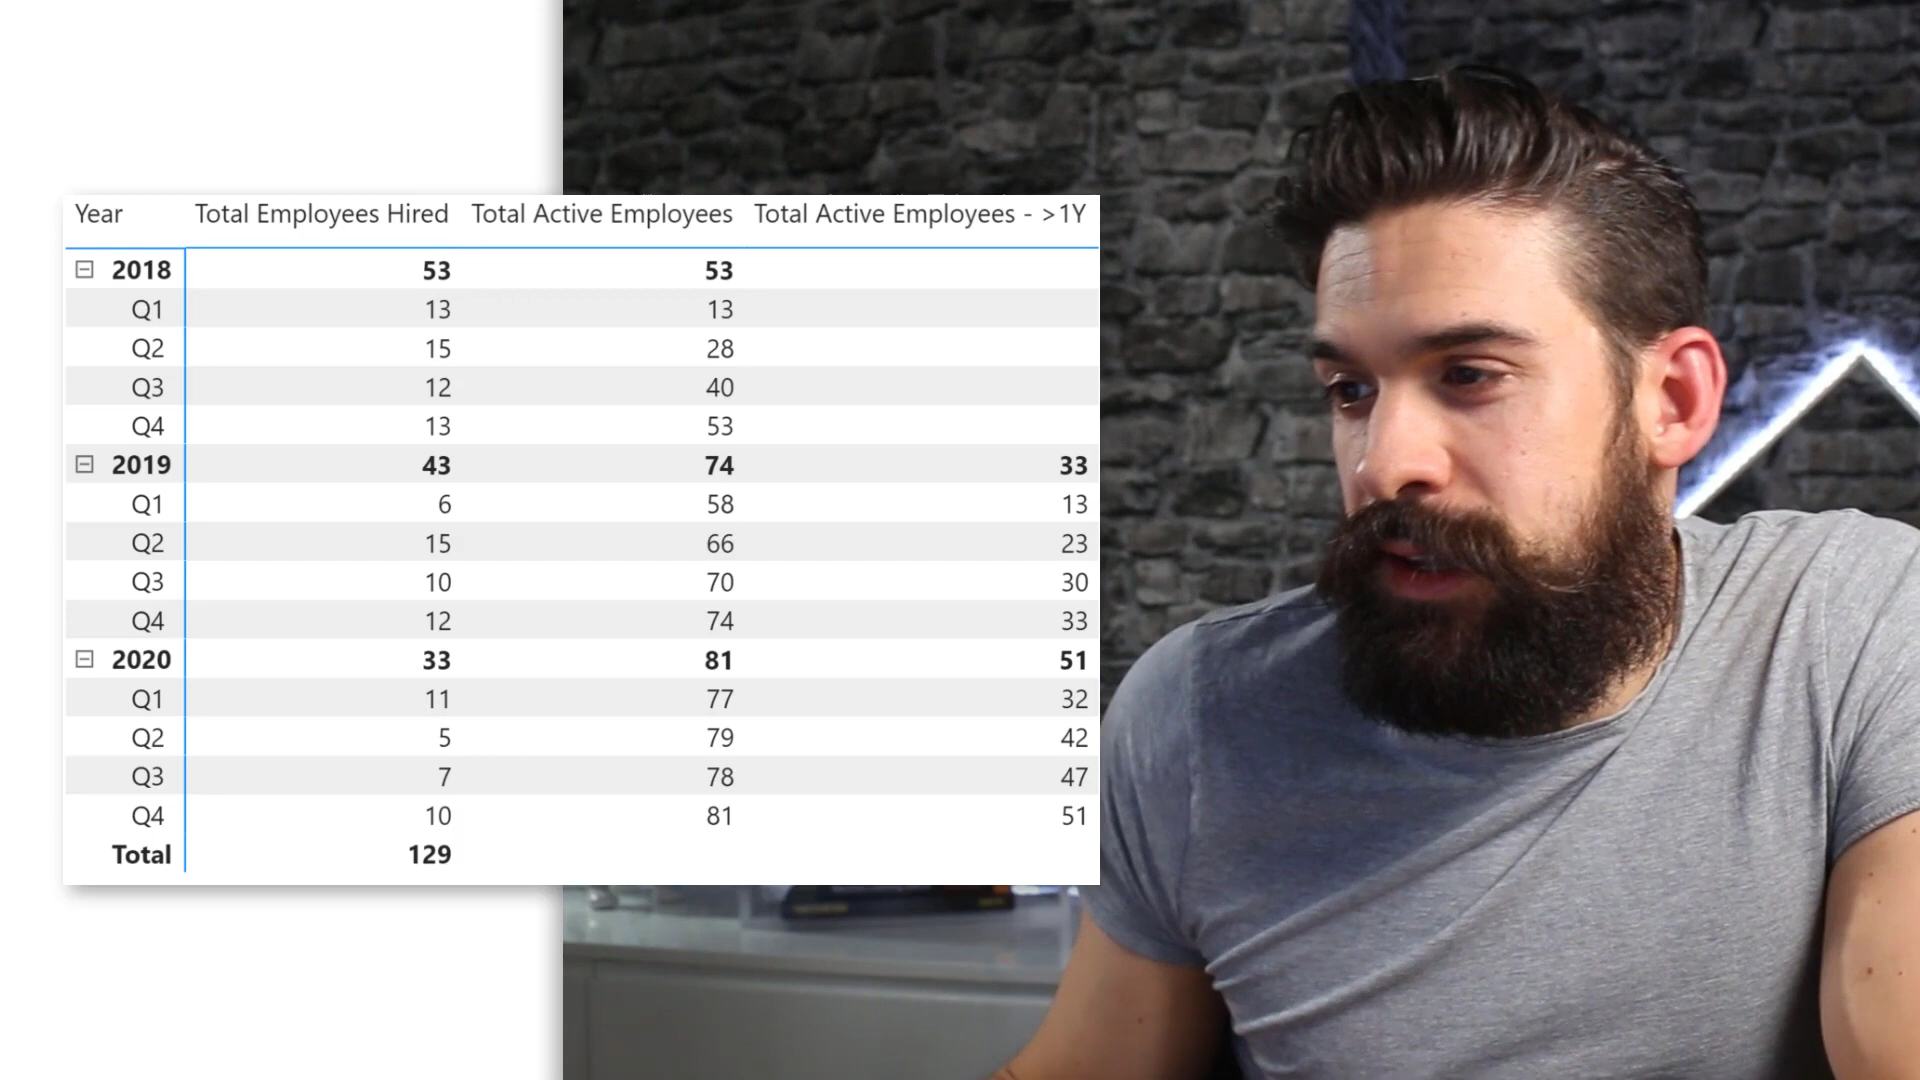 Year Total Employees Hired Total Active Employees Total Active Employees - >1Y
2018 53 53
Q1 13 13
Q2 15 28
Q3 12 40
Q4 13 53
2019 43 74 33
Q1 6 58 13
Q2 15 66 23
Q3 10 70 30
Q4 12 74 33
2020 33 81 51
Q1 11 77 32
Q2 5 79 42
Q3 7 78 47
Q4 10 81 51
Total 129